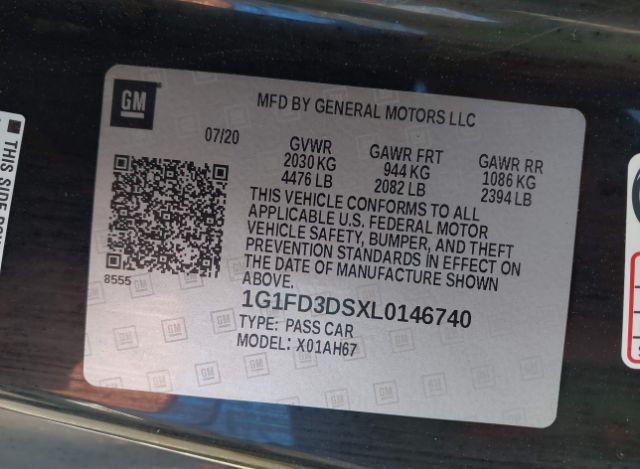 GM
MFD BY GENERAL MOTORS LLC
07/20
GVWR GAWR FRT GAWR RR
2030 KG 944 KG 1086 KG
4476 LB 2082 LB 2394 LB
THIS VEHICLE CONFORMS TO ALL
APPLICABLE U.S. FEDERAL MOTOR
VEHICLE SAFETY, BUMPER, AND THEFT
PREVENTION STANDARDS IN EFFECT ON
THE DATE OF MANUFACTURE SHOWN
ABOVE.
8555
1G1FD3DSXL0146740
TYPE: PASS CAR
MODEL: X01AH67
THIS SIDE